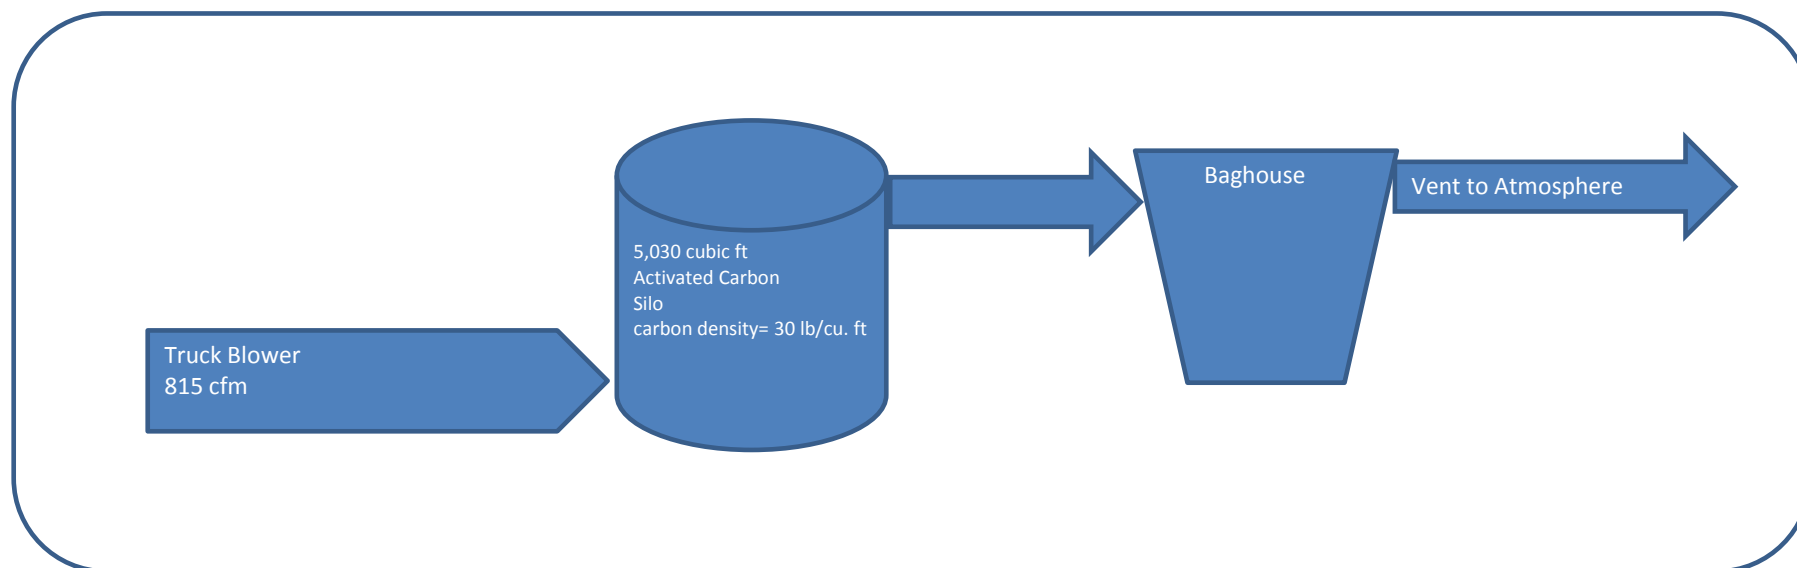 Truck Blower
815 cfm
5,030 cubic ft
Activated Carbon
Silo
carbon density= 30 lb/cu. ft
Baghouse
Vent to Atmosphere